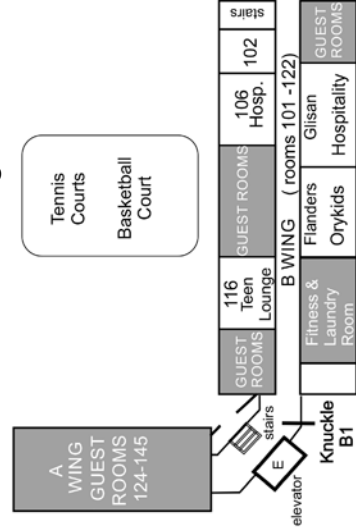 Tennis
Courts
Basketball
Court
A
WING
GUEST
ROOMS
124-145
stairs
E
elevator
Knuckle
B1
GUEST
ROOMS
116
Teen
Lounge
GUEST ROOMS
106
Hosp.
102
stairs
B WING ( rooms 101 -122)
Fitness &
Laundry
Room
Flanders
Orykids
Glisan
Hospitality
GUEST
ROOMS